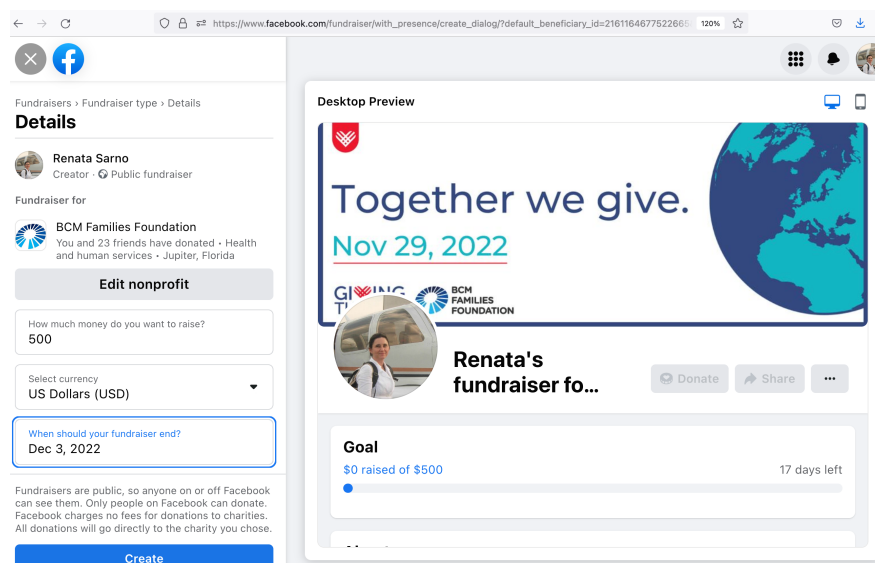 https://www.facebook.com/fundraiser/with_presence/create_dialog/?default_beneficiary_id=2161164677522665
120%
Fundraisers › Fundraiser type › Details
Details
Renata Sarno
Creator · Public fundraiser
Fundraiser for
BCM Families Foundation
You and 23 friends have donated • Health
and human services • Jupiter, Florida
Edit nonprofit
How much money do you want to raise?
500
Select currency
US Dollars (USD)
When should your fundraiser end?
Dec 3, 2022
Fundraisers are public, so anyone on or off Facebook
can see them. Only people on Facebook can donate.
Facebook charges no fees for donations to charities.
All donations will go directly to the charity you chose.
Create
Desktop Preview
Together we give.
Nov 29, 2022
BCM
FAMILIES
FOUNDATION
Renata's
fundraiser fo...
Donate
Share
Goal
$0 raised of $500
17 days left